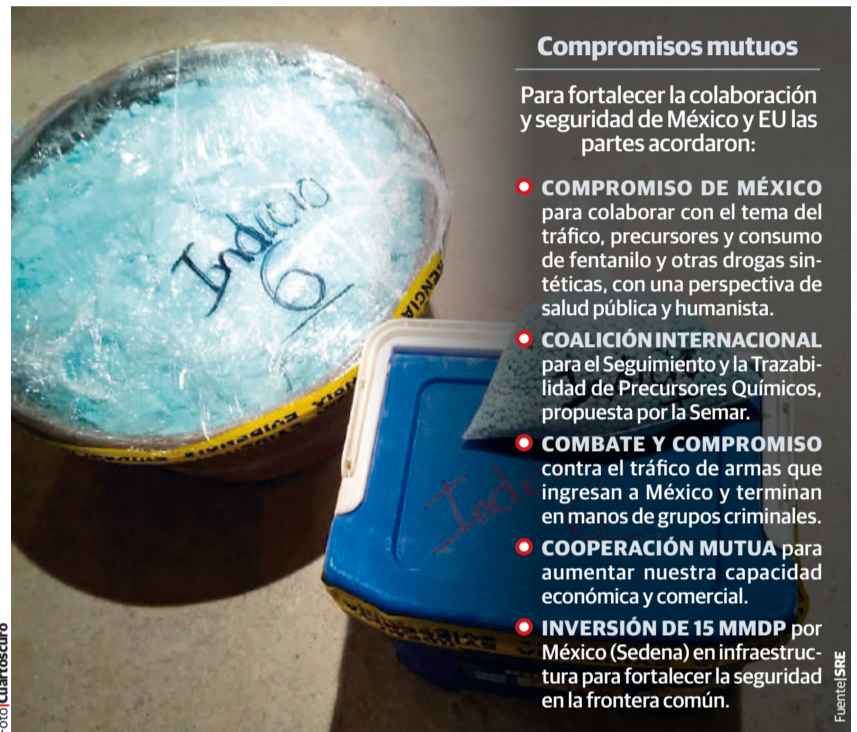 Compromisos mutuos
Para fortalecer la colaboración
y seguridad de México y EU las
partes acordaron:
COMPROMISO DE MÉXICO
para colaborar con el tema del
tráfico, precursores y consumo
de fentanilo y otras drogas sin-
téticas, con una perspectiva de
salud pública y humanista.
COALICIÓN INTERNACIONAL
para el Seguimiento y la Trazabi-
lidad de Precursores Químicos,
propuesta por la Semar.
COMBATE Y COMPROMISO
contra el tráfico de armas que
ingresan a México y terminan
en manos de grupos criminales.
COOPERACIÓN MUTUA para
aumentar nuestra capacidad
económica y comercial.
INVERSIÓN DE 15 MMDP por
México (Sedena) en infraestruc-
tura para fortalecer la seguridad
en la frontera común.
Fuente|SRE
Indicio
6
Cuartoscuro